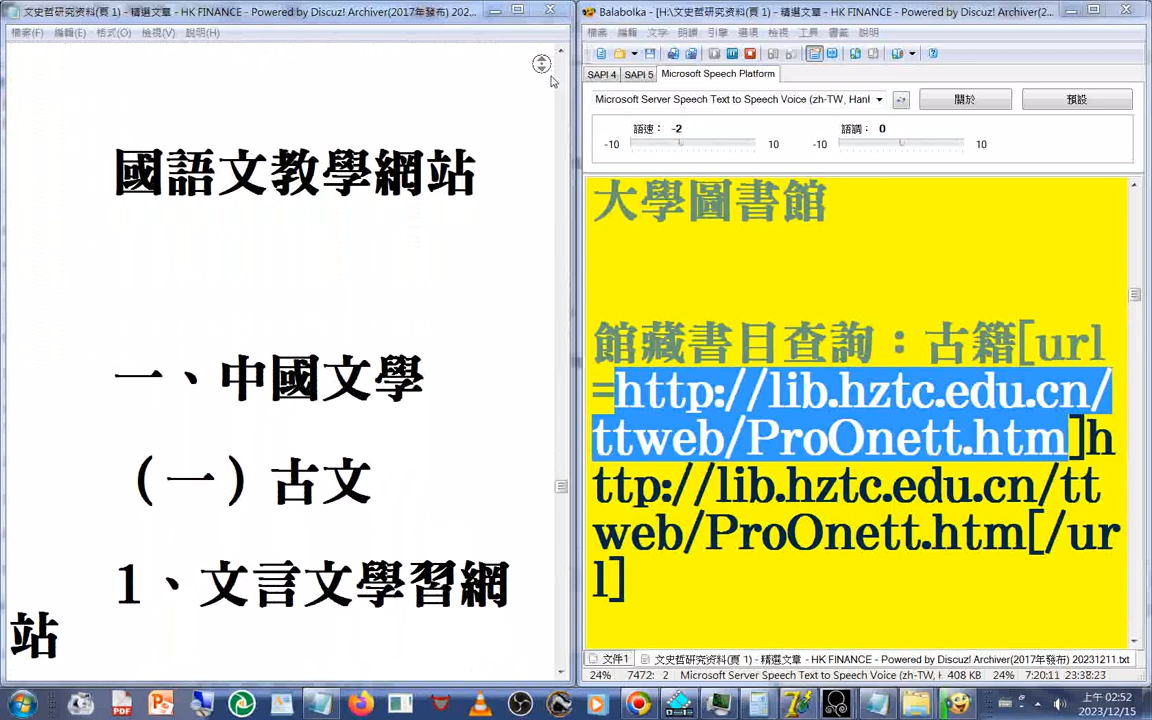 文史哲研究资料(頁 1) - 精選文章 - HK FINANCE - Powered by Discuz! Archiver(2017年發布) 202...
檔案(F) 編輯(E) 格式(O) 檢視(V) 說明(H)
國語文教學網站
一、中國文學
（一）古文
1、文言文學習網
站
Balabolka - [H:\文史哲研究资料(頁 1) - 精選文章 - HK FINANCE - Powered by Discuz! Archiver(2...
檔案 編輯 文字 朗讀 引擎 選項 檢視 工具 書籤 說明
SAPI 4 SAPI 5 Microsoft Speech Platform
Microsoft Server Speech Text to Speech Voice (zh-TW, Hanl
關於
預設
語速： -2
語調： 0
-10 10 -10 10
大學圖書館
館藏書目查詢：古籍[url
=http://lib.hztc.edu.cn/
ttweb/ProOnett.htm]h
ttp://lib.hztc.edu.cn/tt
web/ProOnett.htm[/ur
l]
文件1 文史哲研究资料(頁 1) - 精選文章 - HK FINANCE - Powered by Discuz! Archiver(2017年發布) 20231211.txt
24% 7472: 2 Microsoft Server Speech Text to Speech Voice (zh-TW, H 408 KB 24% 7:20:11 23:38:23
上午 02:52
2023/12/15